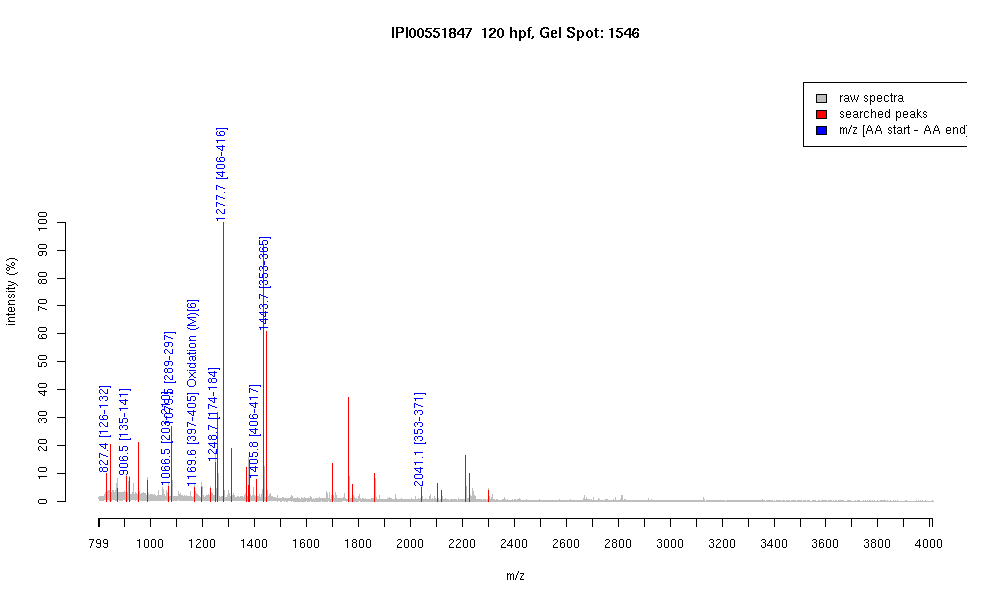 IPI00551847 120 hpf, Gel Spot: 1546
raw spectra
searched peaks
m/z [AA start - AA end]
intensity (%)
100
90
80
70
60
50
40
30
20
10
0
827.4 [126-132]
906.5 [135-141]
1066.5 [203-210]
1079.5 [289-297]
1169.6 [397-405] Oxidation (M)[6]
1248.7 [174-184]
1277.7 [406-416]
1405.8 [406-417]
1443.7 [353-365]
2041.1 [353-371]
799 1000 1200 1400 1600 1800 2000 2200 2400 2600 2800 3000 3200 3400 3600 3800 4000
m/z